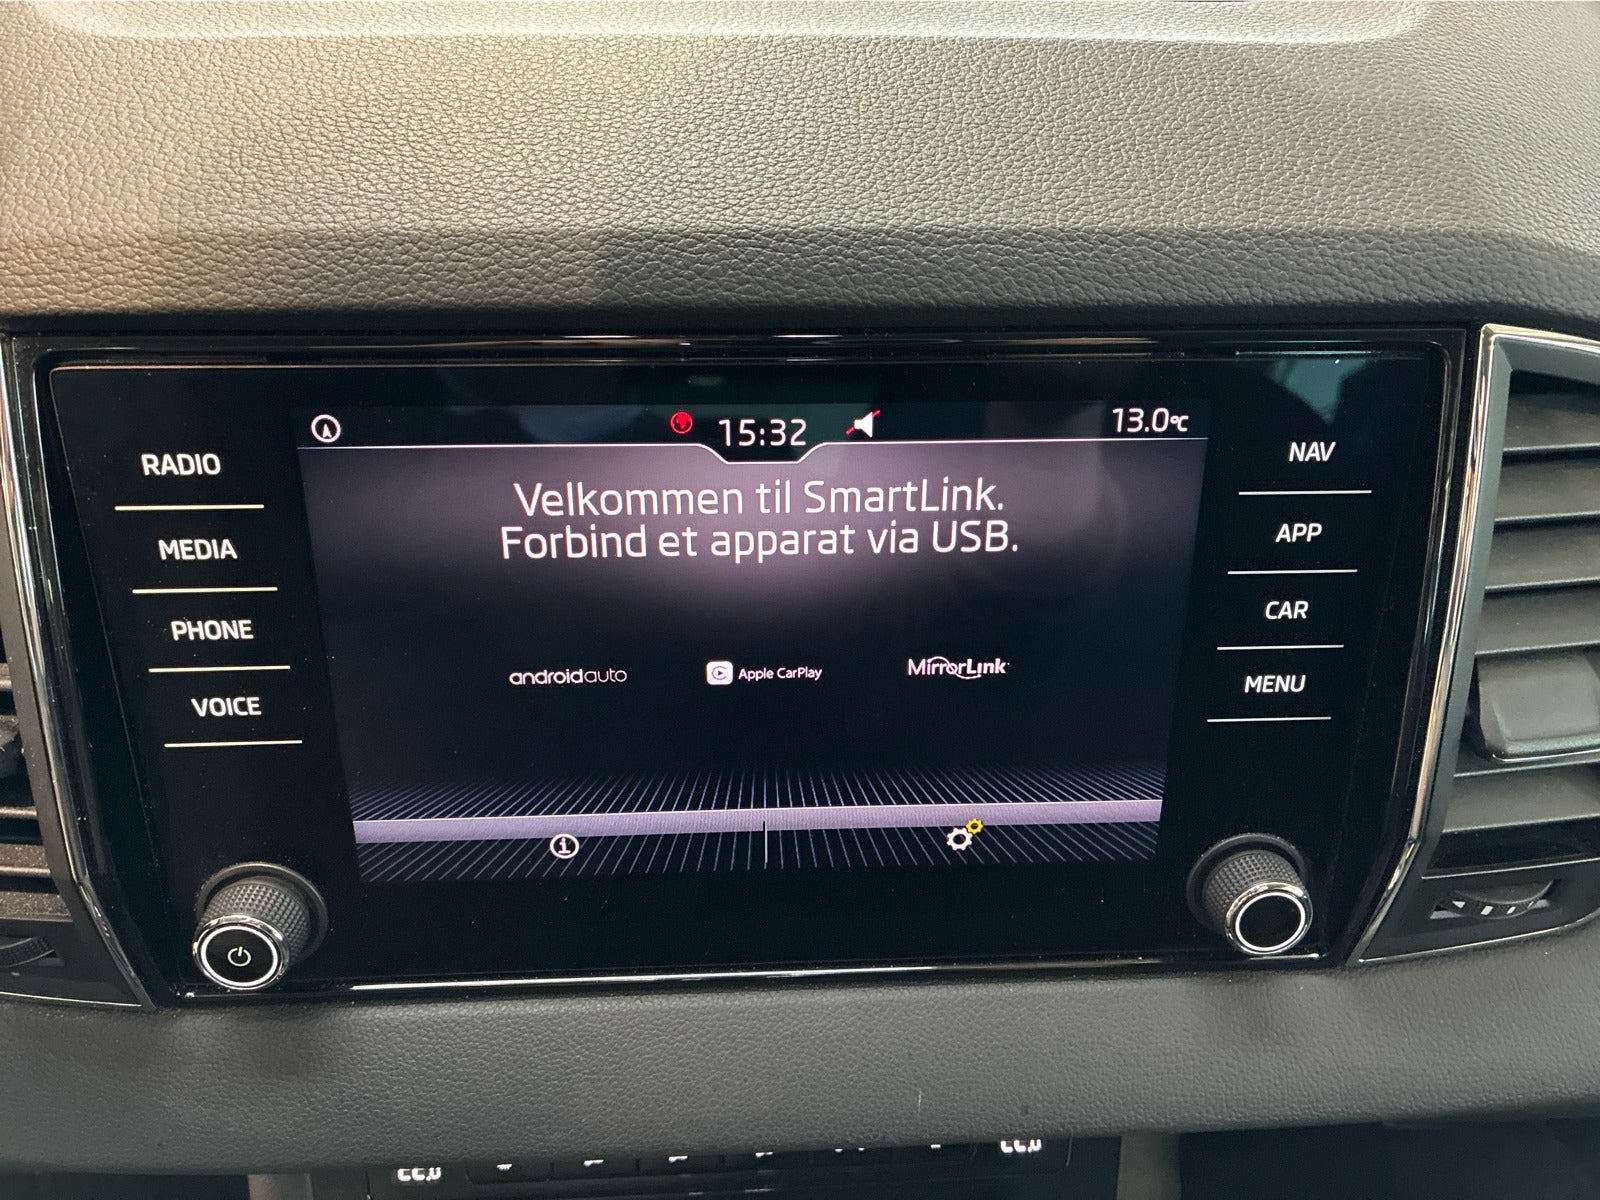 15:32
13.0°C
RADIO
MEDIA
PHONE
VOICE
Velkommen til SmartLink.
Forbind et apparat via USB.
androidauto
Apple CarPlay
MirrorLink
NAV
APP
CAR
MENU